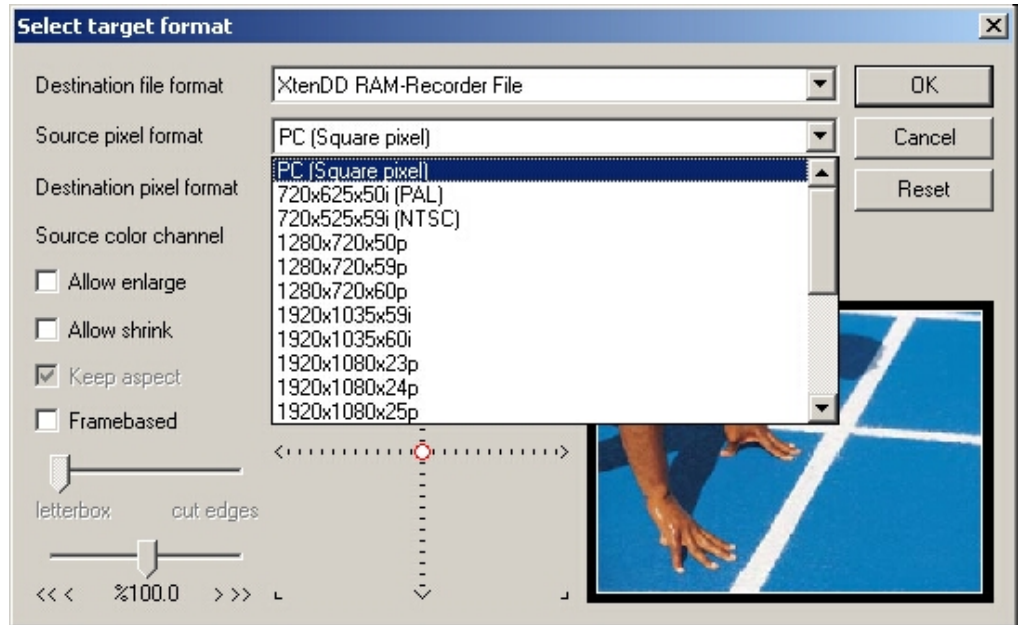 Select target format
Destination file format
XtenDD RAM-Recorder File
OK
Source pixel format
PC (Square pixel)
Cancel
PC (Square pixel)
Destination pixel format
720x625x50i (PAL)
Reset
720x525x59i (NTSC)
Source color channel
1280x720x50p
1280x720x59p
Allow enlarge
1280x720x60p
1920x1035x59i
Allow shrink
1920x1035x60i
1920x1080x23p
Keep aspect
1920x1080x24p
1920x1080x25p
Framebased
letterbox cut edges
<< < %100.0 > >>